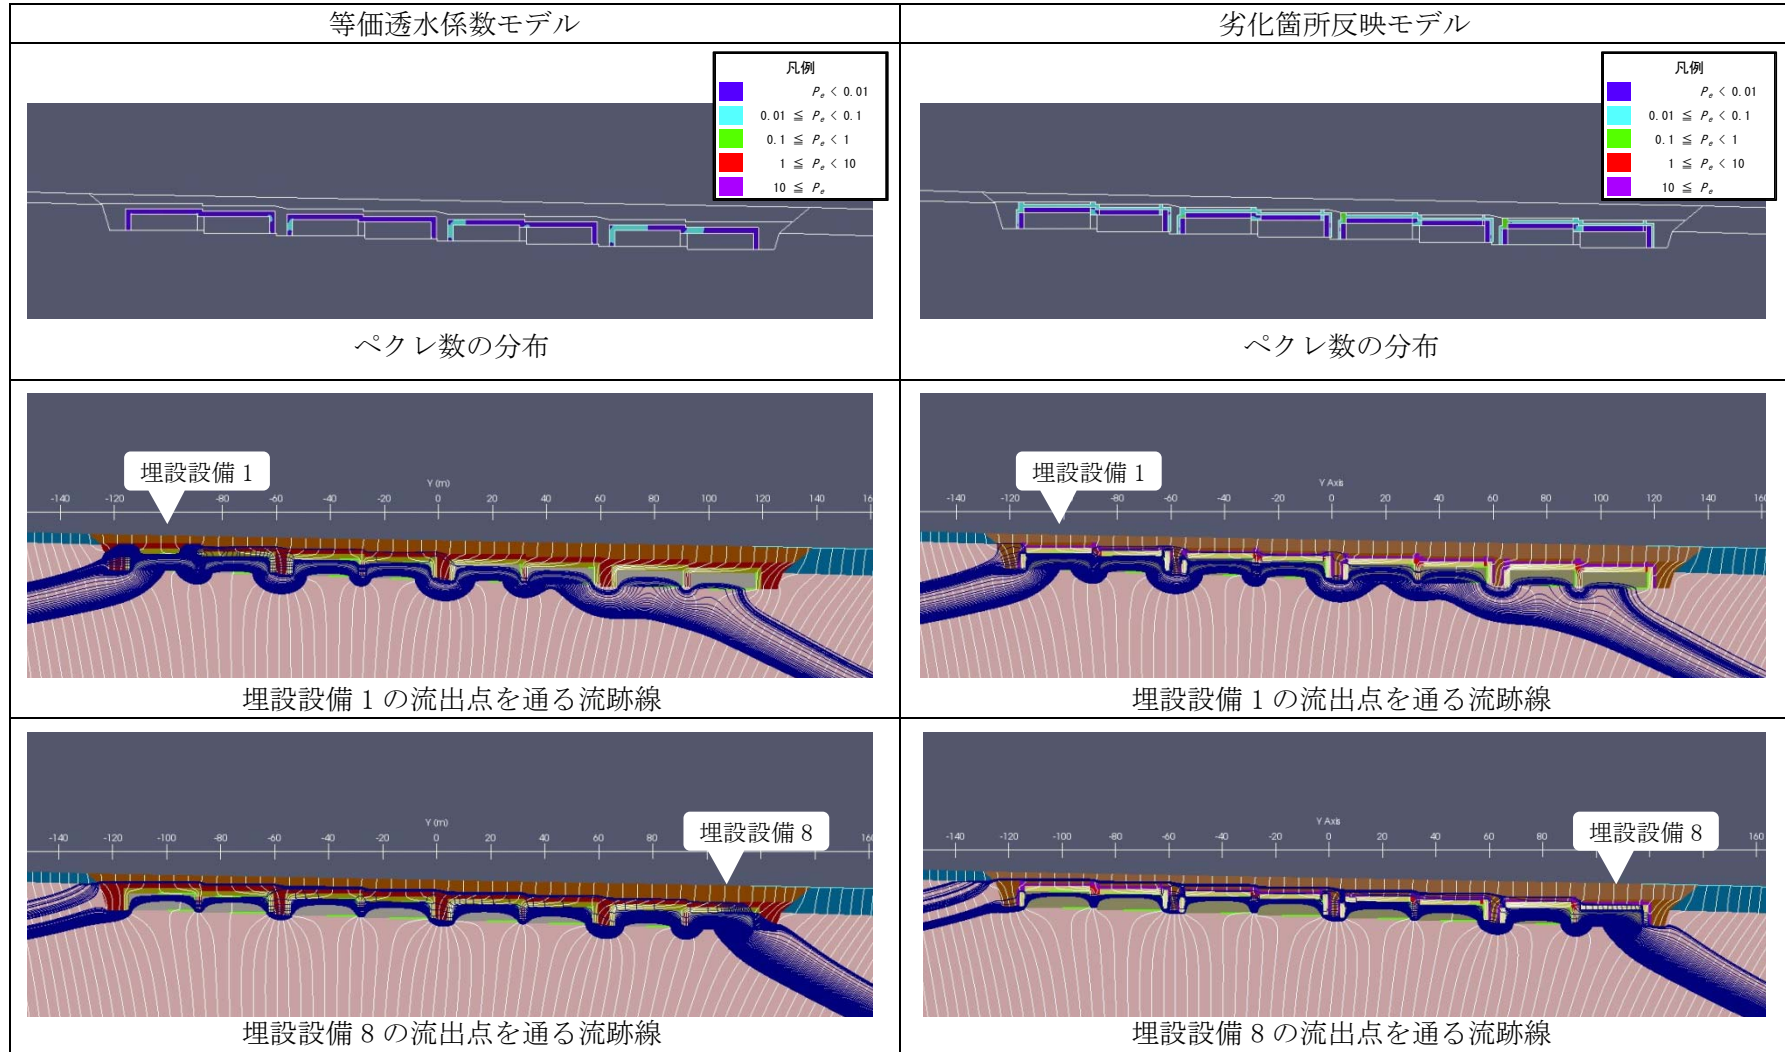 等価透水係数モデル
劣化箇所反映モデル
凡例
Pe < 0.01
0.01 ≦ Pe < 0.1
0.1 ≦ Pe < 1
1 ≦ Pe < 10
10 ≦ Pe
凡例
Pe < 0.01
0.01 ≦ Pe < 0.1
0.1 ≦ Pe < 1
1 ≦ Pe < 10
10 ≦ Pe
ペクレ数の分布
ペクレ数の分布
埋設設備 1
Y (m)
-140 -120 -80 -60 -40 -20 0 20 40 60 80 100 120 140 160
埋設設備 1
Y Axis
-140 -120 -80 -60 -40 -20 0 20 40 60 80 100 120 140 160
埋設設備 1 の流出点を通る流跡線
埋設設備 1 の流出点を通る流跡線
埋設設備 8
Y (m)
-140 -120 -100 -80 -60 -40 -20 0 20 40 60 80
埋設設備 8
Y Axis
-140 -120 -100 -80 -60 -40 -20 0 20 40 60 80 140 160
埋設設備 8 の流出点を通る流跡線
埋設設備 8 の流出点を通る流跡線